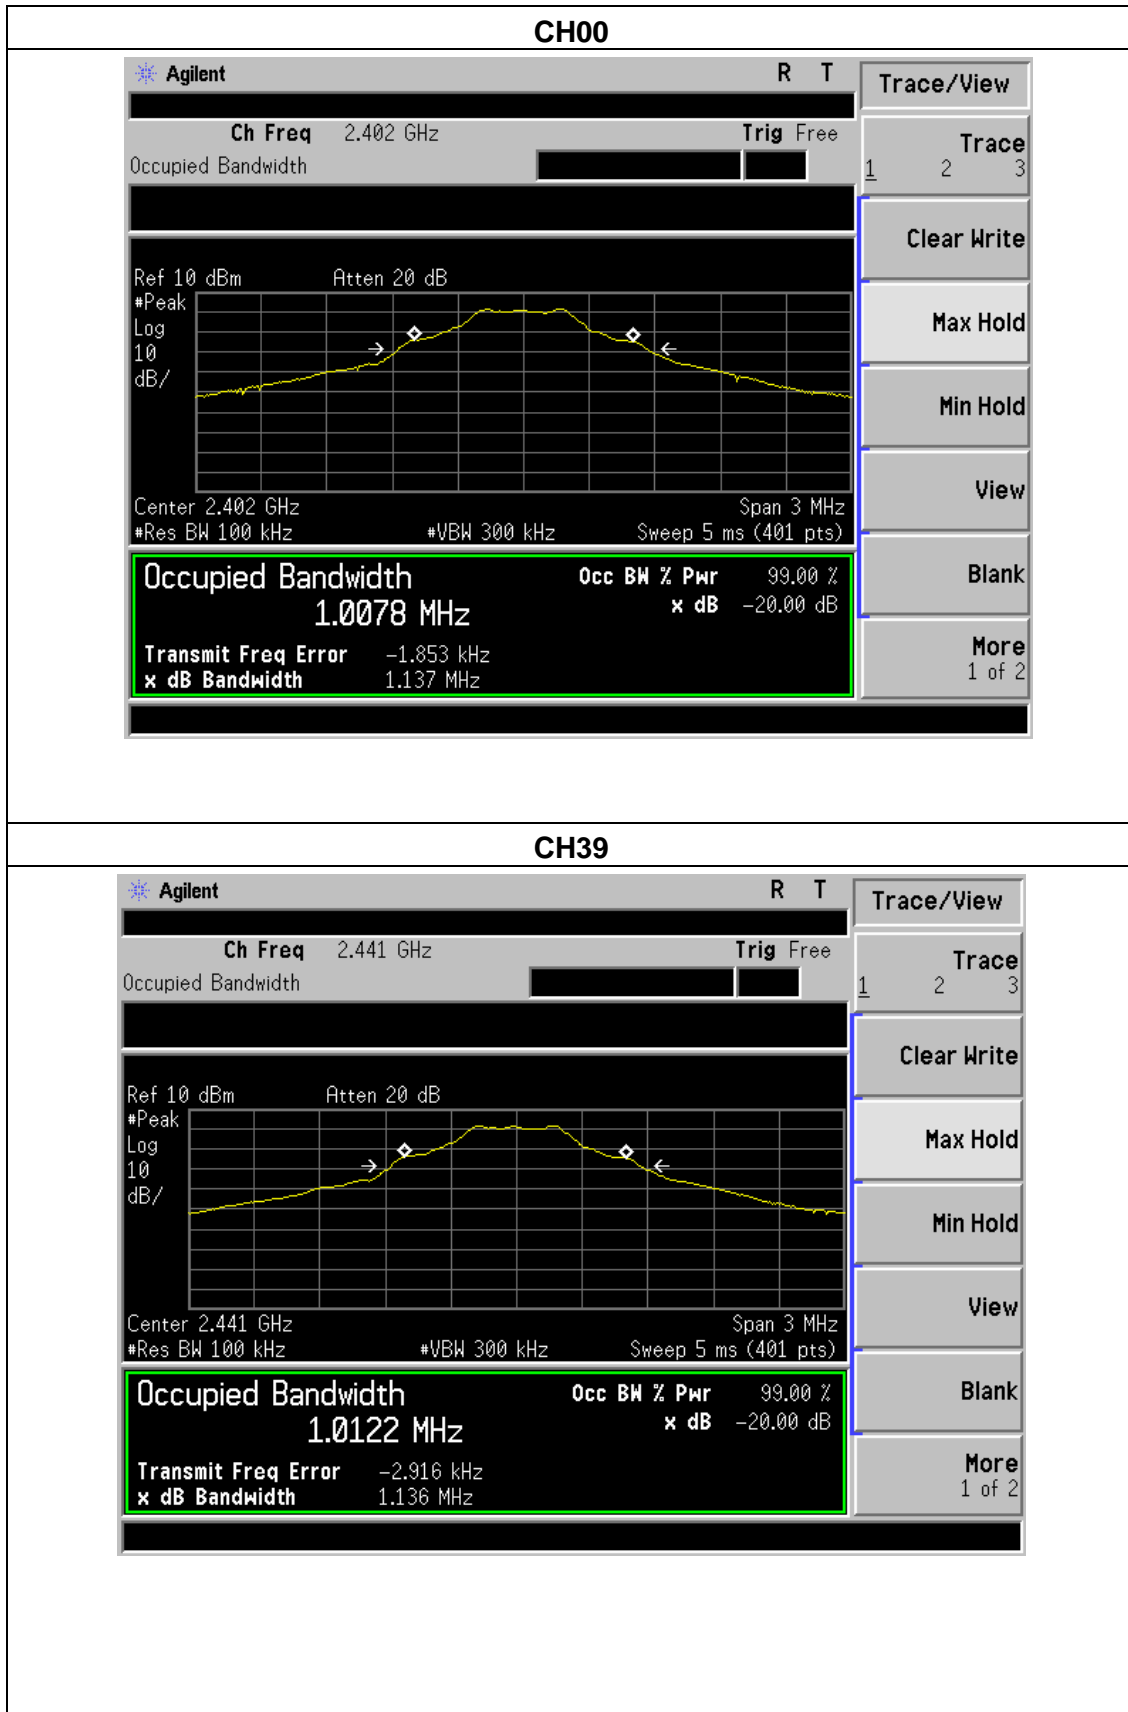 CH00
Agilent
R T
Trace/View
Ch Freq 2.402 GHz
Trig Free
Occupied Bandwidth
Trace
1 2 3
Clear Write
Ref 10 dBm Atten 20 dB
#Peak
Log
10
dB/
Max Hold
Min Hold
View
Center 2.402 GHz Span 3 MHz
#Res BW 100 kHz #VBW 300 kHz Sweep 5 ms (401 pts)
Occupied Bandwidth Occ BW % Pwr 99.00 %
1.0078 MHz x dB -20.00 dB
Blank
Transmit Freq Error -1.853 kHz
x dB Bandwidth 1.137 MHz
More
1 of 2
CH39
Agilent
R T
Trace/View
Ch Freq 2.441 GHz
Trig Free
Occupied Bandwidth
Trace
1 2 3
Clear Write
Ref 10 dBm Atten 20 dB
#Peak
Log
10
dB/
Max Hold
Min Hold
View
Center 2.441 GHz Span 3 MHz
#Res BW 100 kHz #VBW 300 kHz Sweep 5 ms (401 pts)
Occupied Bandwidth Occ BW % Pwr 99.00 %
1.0122 MHz x dB -20.00 dB
Blank
Transmit Freq Error -2.916 kHz
x dB Bandwidth 1.136 MHz
More
1 of 2